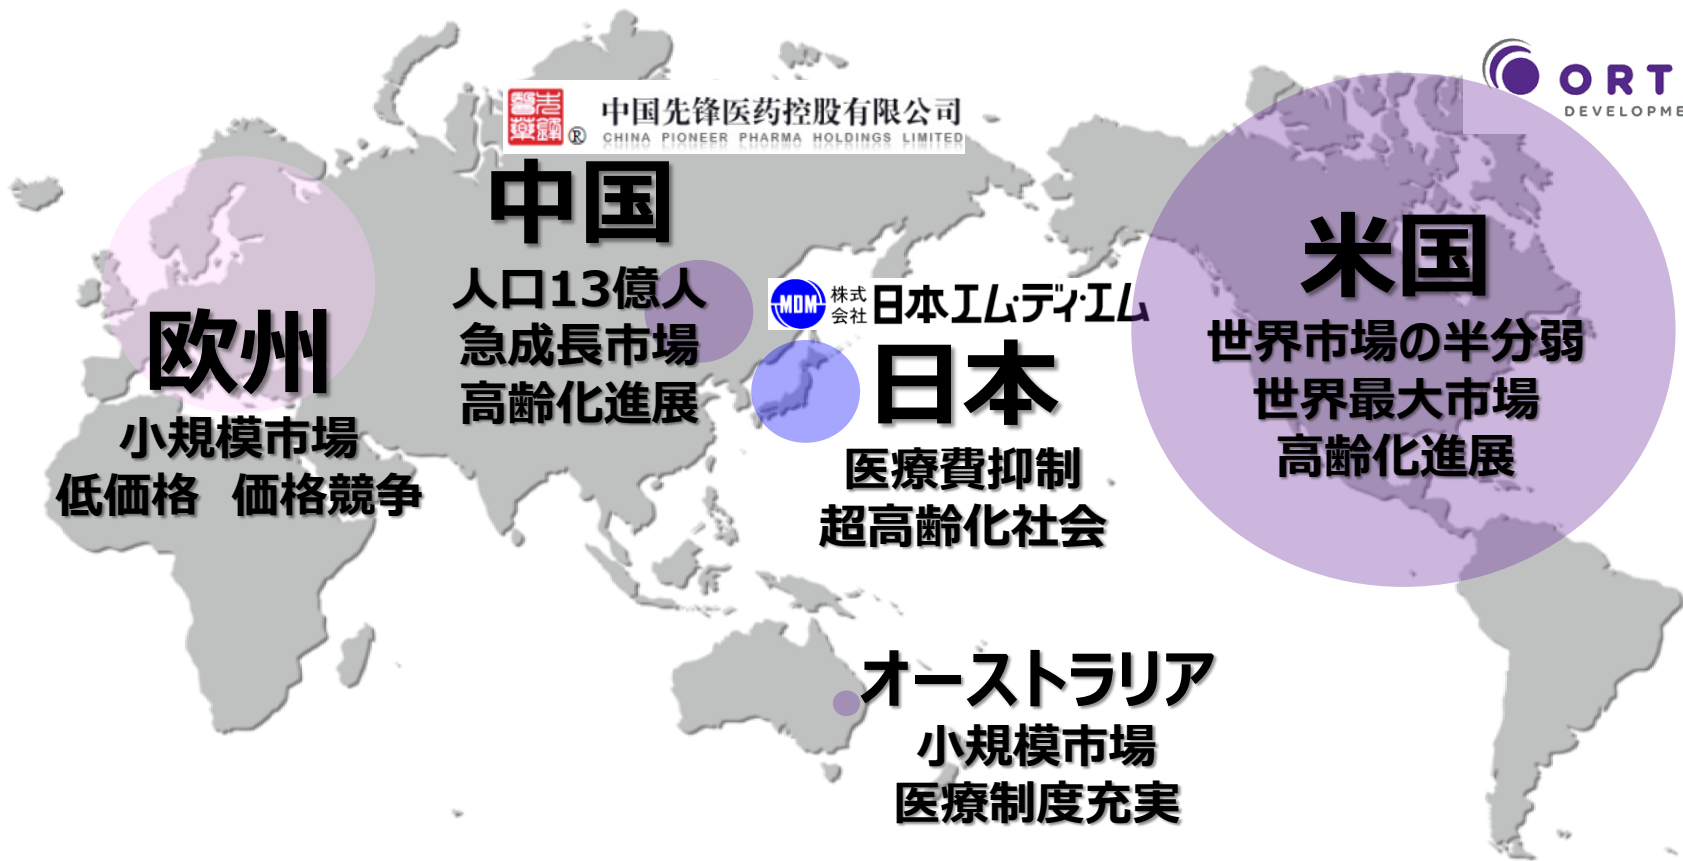 中国先锋医药控股有限公司
®
CHINA PIONEER PHARMA HOLDINGS LIMITED
ORT
DEVELOPME
中国
人口13億人
急成長市場
高齢化進展
欧州
小規模市場
低価格 価格競争
MDM
株式
会社
日本エム・ディ・エム
日本
医療費抑制
超高齢化社会
米国
世界市場の半分弱
世界最大市場
高齢化進展
オーストラリア
小規模市場
医療制度充実